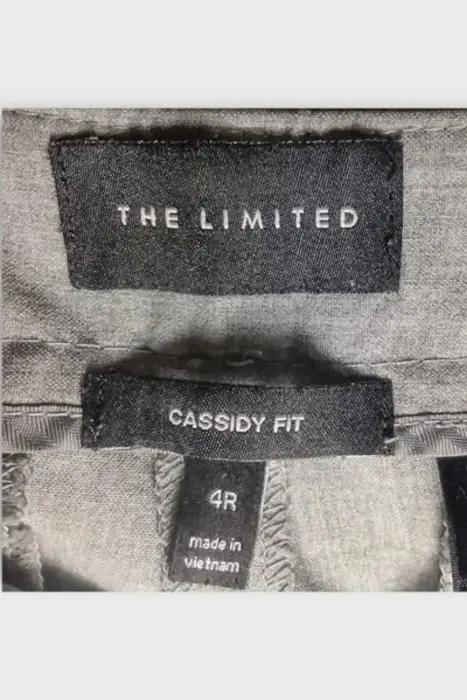 THE LIMITED
CASSIDY FIT
4R
made in
vietnam